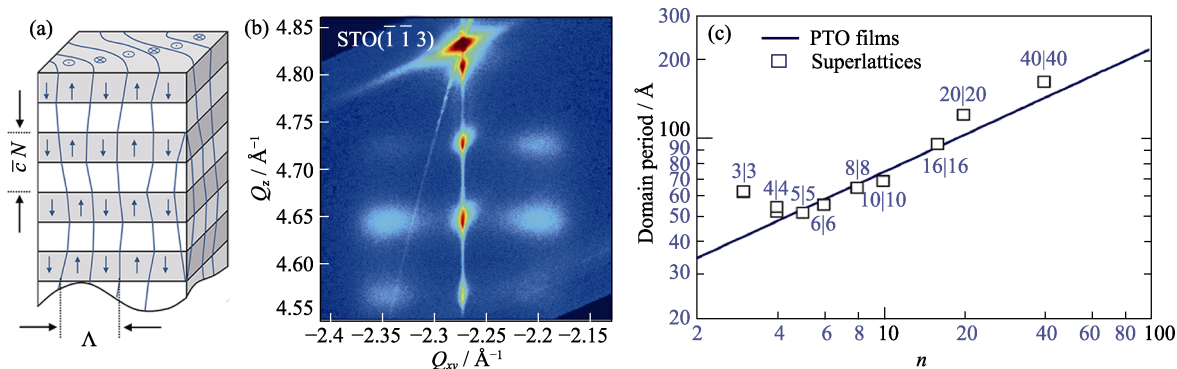 (a)
c̄ N
Λ
(b)
STO(1̅ 1̅ 3)
4.86
4.80
4.75
4.70
4.65
4.60
4.55
Qz / Å⁻¹
−2.4 −2.35 −2.3 −2.25 −2.2 −2.15
Qxy / Å⁻¹
(c)
PTO films
Superlattices
300
200
100
90
80
70
60
50
40
30
20
Domain period / Å
3|3
4|4
5|5
6|6
8|8
10|10
16|16
20|20
40|40
2 4 6 8 10 20 40 60 80 100
n